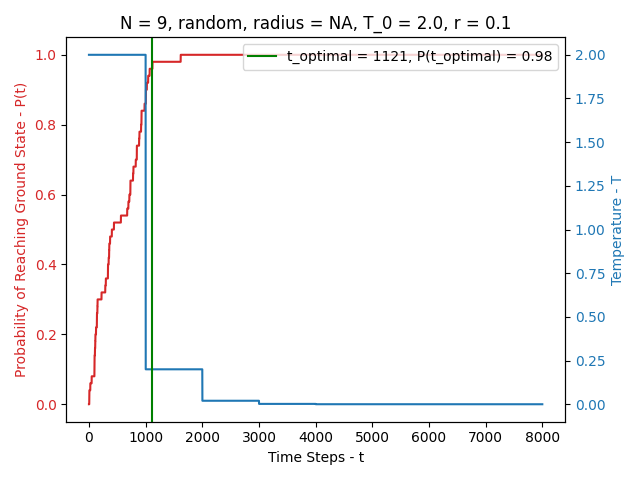 N = 9, random, radius = NA, T_0 = 2.0, r = 0.1
t_optimal = 1121, P(t_optimal) = 0.98
Probability of Reaching Ground State - P(t)
1.0
0.8
0.6
0.4
0.2
0.0
2.00
1.75
1.50
1.25
1.00
0.75
0.50
0.25
0.00
Temperature - T
0 1000 2000 3000 4000 5000 6000 7000 8000
Time Steps - t